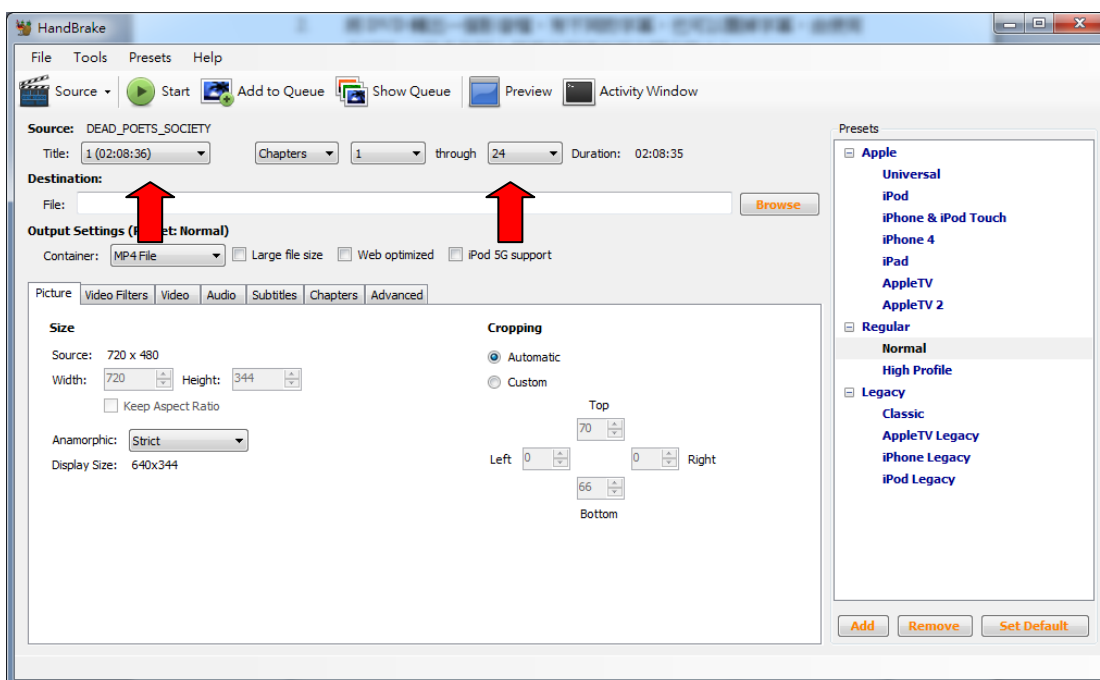 HandBrake
File Tools Presets Help
Source Start Add to Queue Show Queue Preview Activity Window
Source: DEAD_POETS_SOCIETY
Title: 1 (02:08:36) Chapters 1 through 24 Duration: 02:08:35
Destination:
File: Browse
Output Settings (P et: Normal)
Container: MP4 File Large file size Web optimized iPod 5G support
Picture Video Filters Video Audio Subtitles Chapters Advanced
Size
Source: 720 x 480
Width: 720 Height: 344
Keep Aspect Ratio
Anamorphic: Strict
Display Size: 640x344
Cropping
Automatic
Custom
Top
70
Left 0 0 Right
66
Bottom
Presets
Apple
Universal
iPod
iPhone & iPod Touch
iPhone 4
iPad
AppleTV
AppleTV 2
Regular
Normal
High Profile
Legacy
Classic
AppleTV Legacy
iPhone Legacy
iPod Legacy
Add Remove Set Default